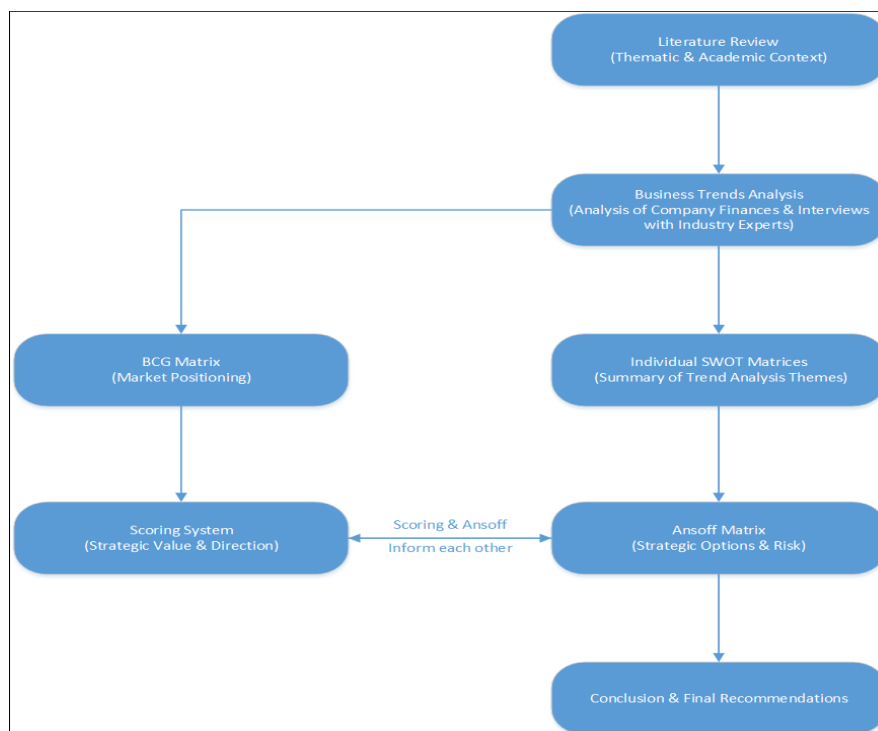 Literature Review
(Thematic & Academic Context)
Business Trends Analysis
(Analysis of Company Finances & Interviews
with Industry Experts)
BCG Matrix
(Market Positioning)
Individual SWOT Matrices
(Summary of Trend Analysis Themes)
Scoring System
(Strategic Value & Direction)
Scoring & Ansoff
Inform each other
Ansoff Matrix
(Strategic Options & Risk)
Conclusion & Final Recommendations